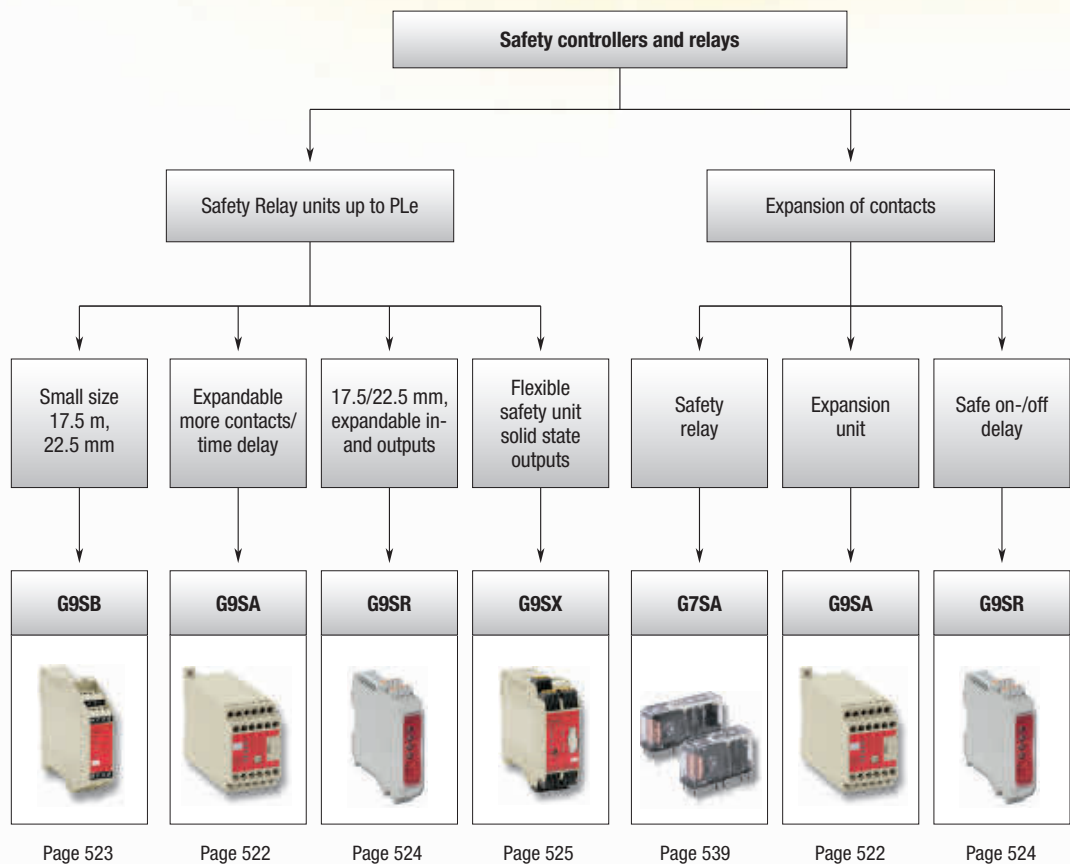 Safety controllers and relays
Safety Relay units up to PLe
Expansion of contacts
Small size
17.5 m,
22.5 mm
Expandable
more contacts/
time delay
17.5/22.5 mm,
expandable in-
and outputs
Flexible
safety unit
solid state
outputs
Safety
relay
Expansion
unit
Safe on-/off
delay
G9SB
G9SA
G9SR
G9SX
G7SA
G9SA
G9SR
Page 523
Page 522
Page 524
Page 525
Page 539
Page 522
Page 524